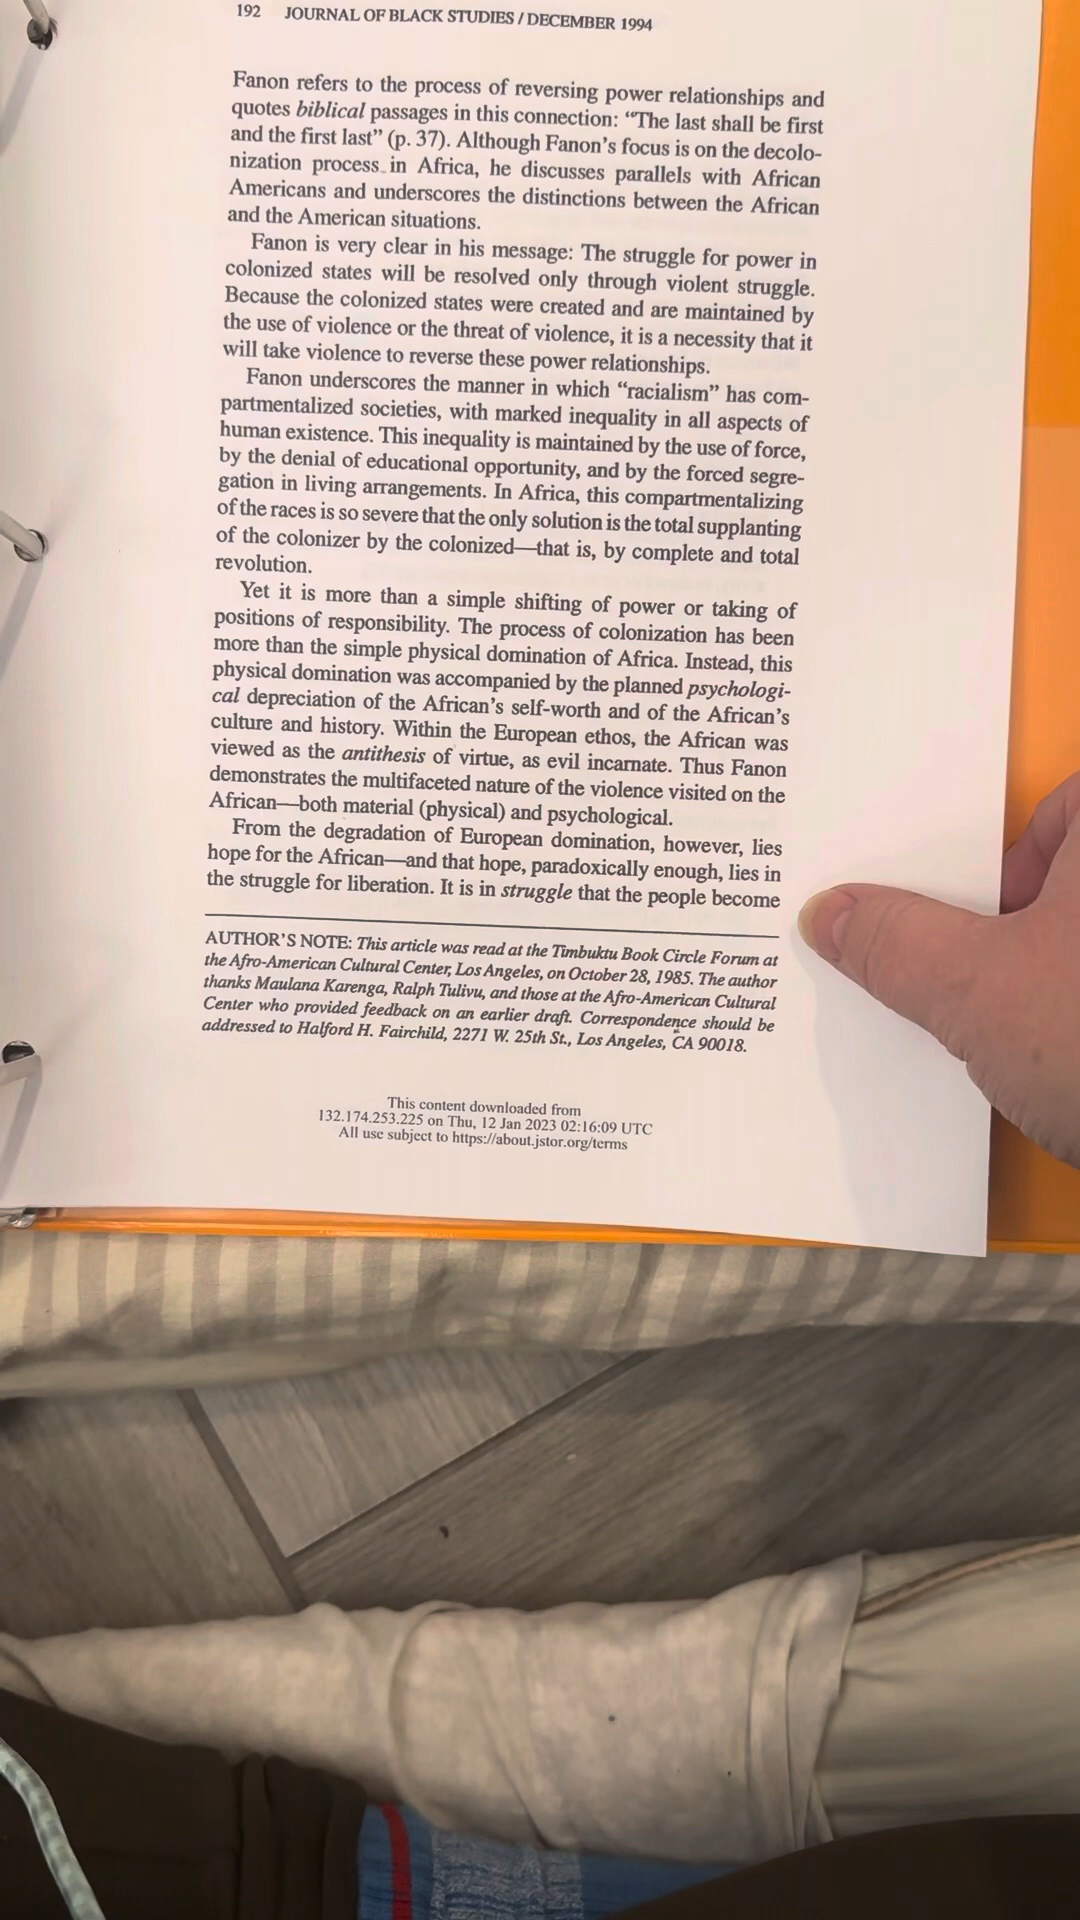 192 JOURNAL OF BLACK STUDIES / DECEMBER 1994
Fanon refers to the process of reversing power relationships and
quotes biblical passages in this connection: “The last shall be first
and the first last” (p. 37). Although Fanon’s focus is on the decolo-
nization process in Africa, he discusses parallels with African
Americans and underscores the distinctions between the African
and the American situations.
Fanon is very clear in his message: The struggle for power in
colonized states will be resolved only through violent struggle.
Because the colonized states were created and are maintained by
the use of violence or the threat of violence, it is a necessity that it
will take violence to reverse these power relationships.
Fanon underscores the manner in which “racialism” has com-
partmentalized societies, with marked inequality in all aspects of
human existence. This inequality is maintained by the use of force,
by the denial of educational opportunity, and by the forced segre-
gation in living arrangements. In Africa, this compartmentalizing
of the races is so severe that the only solution is the total supplanting
of the colonizer by the colonized—that is, by complete and total
revolution.
Yet it is more than a simple shifting of power or taking of
positions of responsibility. The process of colonization has been
more than the simple physical domination of Africa. Instead, this
physical domination was accompanied by the planned psychologi-
cal depreciation of the African’s self-worth and of the African’s
culture and history. Within the European ethos, the African was
viewed as the antithesis of virtue, as evil incarnate. Thus Fanon
demonstrates the multifaceted nature of the violence visited on the
African—both material (physical) and psychological.
From the degradation of European domination, however, lies
hope for the African—and that hope, paradoxically enough, lies in
the struggle for liberation. It is in struggle that the people become
AUTHOR’S NOTE: This article was read at the Timbuktu Book Circle Forum at
the Afro-American Cultural Center, Los Angeles, on October 28, 1985. The author
thanks Maulana Karenga, Ralph Tulivu, and those at the Afro-American Cultural
Center who provided feedback on an earlier draft. Correspondence should be
addressed to Halford H. Fairchild, 2271 W. 25th St., Los Angeles, CA 90018.
This content downloaded from
132.174.253.225 on Thu, 12 Jan 2023 02:16:09 UTC
All use subject to https://about.jstor.org/terms